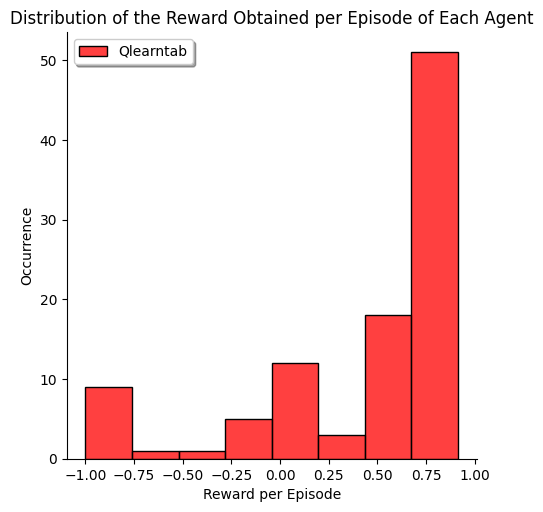 Distribution of the Reward Obtained per Episode of Each Agent
Qlearntab
50
40
30
20
10
0
Occurrence
−1.00 −0.75 −0.50 −0.25 0.00 0.25 0.50 0.75 1.00
Reward per Episode